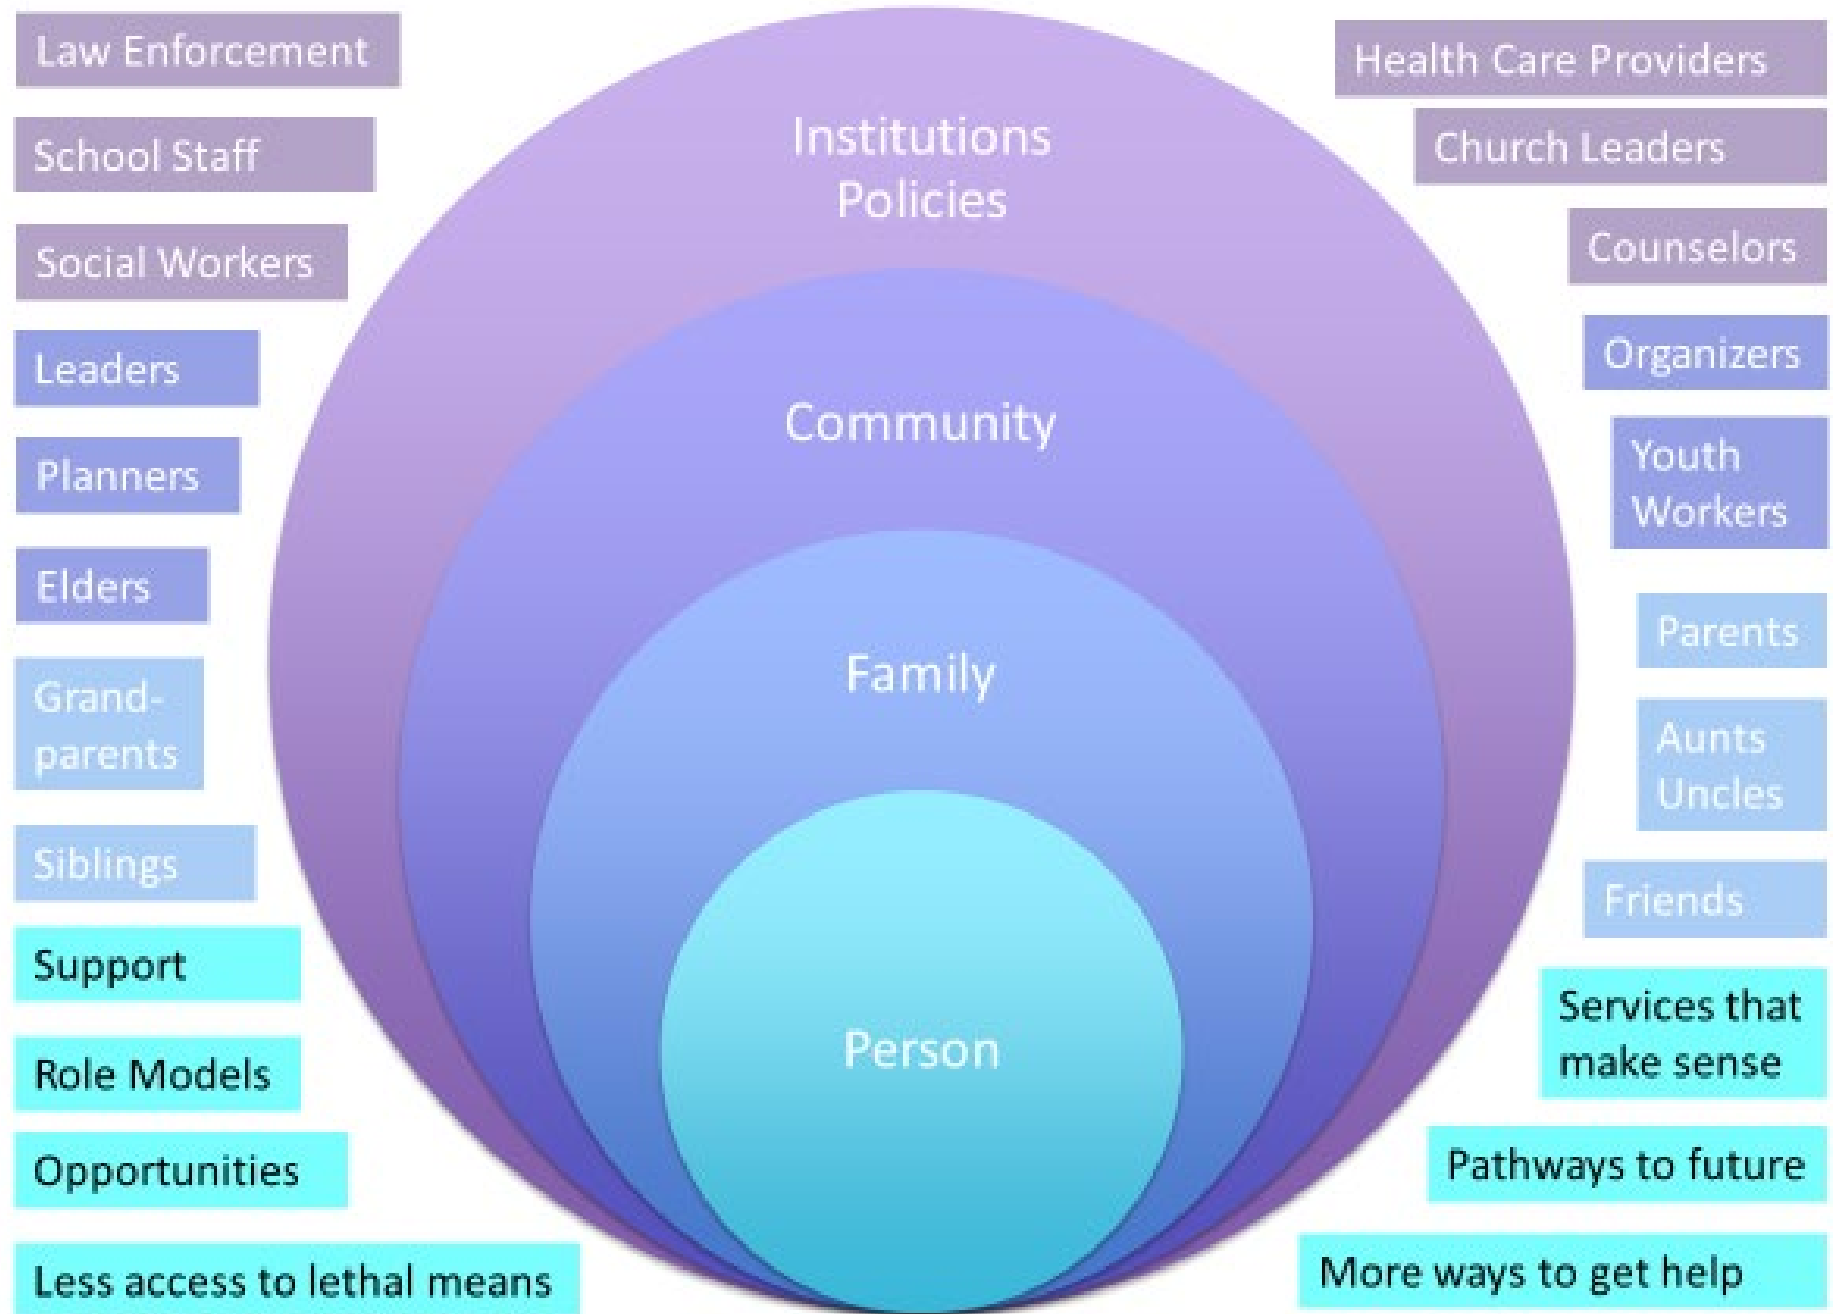 Law Enforcement
School Staff
Social Workers
Leaders
Planners
Elders
Grand-
parents
Siblings
Support
Role Models
Opportunities
Less access to lethal means
Institutions
Policies
Community
Family
Person
Health Care Providers
Church Leaders
Counselors
Organizers
Youth
Workers
Parents
Aunts
Uncles
Friends
Services that
make sense
Pathways to future
More ways to get help